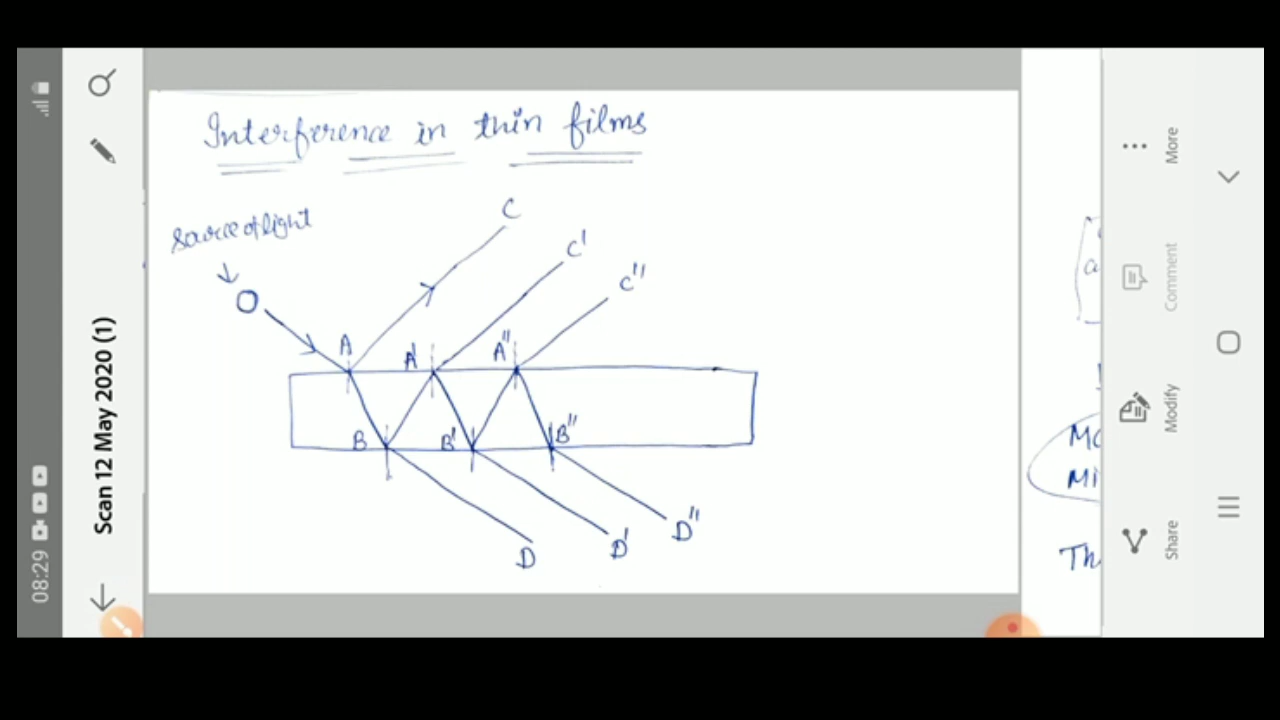 Interference in thin films
Source of light
C
C'
C"
O
A
A'
A"
B
B'
B"
D
D'
D"
08:29
Scan 12 May 2020 (1)
More
Comment
Modify
Share
Mi
Th